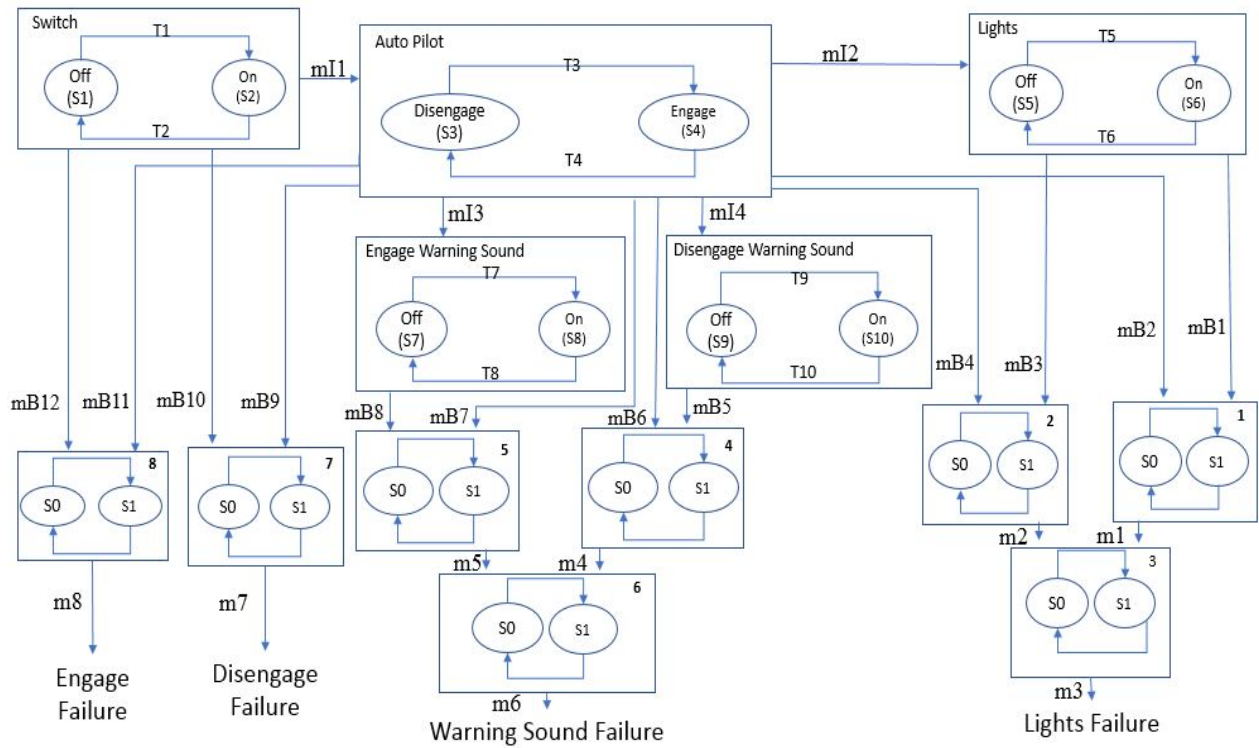 Switch
T1
Off
(S1)
On
(S2)
T2
mI1
Auto Pilot
T3
Disengage
(S3)
Engage
(S4)
T4
mI2
Lights
T5
Off
(S5)
On
(S6)
T6
mI3
mI4
Engage Warning Sound
T7
Off
(S7)
On
(S8)
T8
Disengage Warning Sound
T9
Off
(S9)
On
(S10)
T10
mB12
mB11
mB10
mB9
mB8
mB7
mB6
mB5
mB4
mB3
mB2
mB1
8
S0
S1
7
S0
S1
5
S0
S1
4
S0
S1
2
S0
S1
1
S0
S1
m8
m7
m5
m4
m2
m1
6
S0
S1
3
S0
S1
m6
m3
Engage
Failure
Disengage
Failure
Warning Sound Failure
Lights Failure